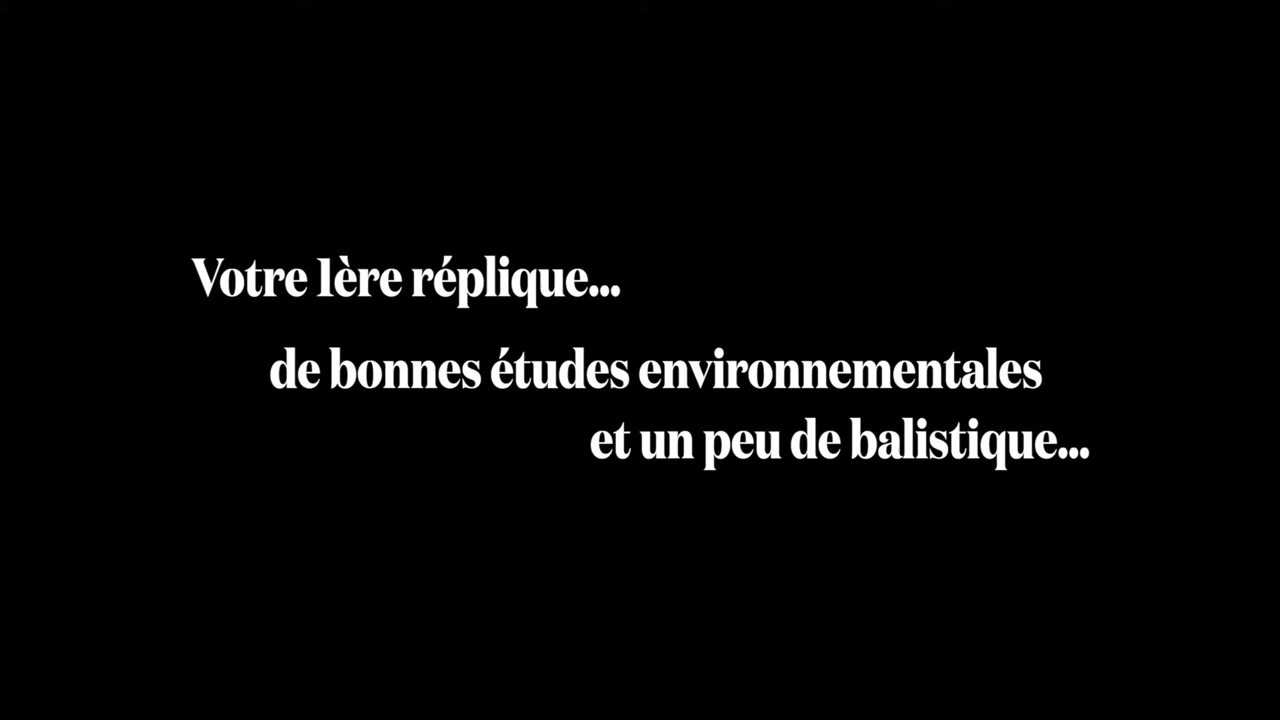 Votre 1ère réplique...
de bonnes études environnementales
et un peu de balistique...